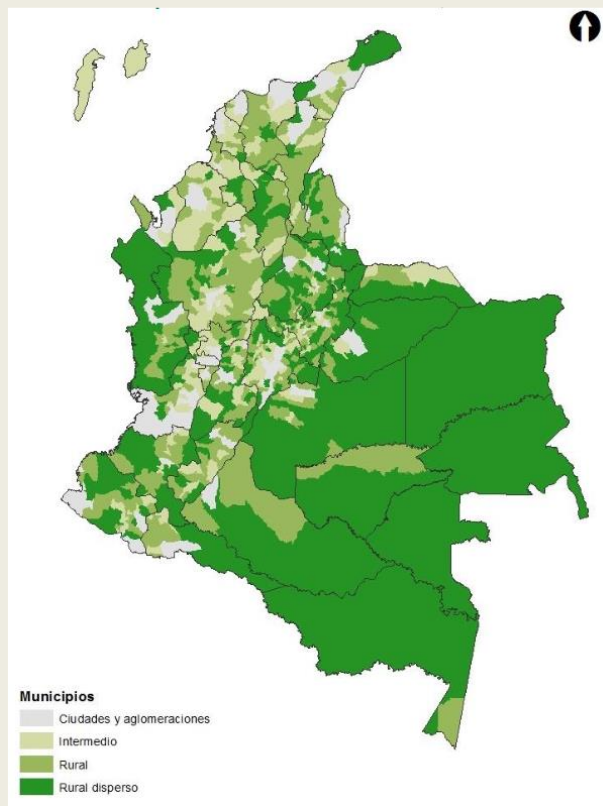 Municipios
Ciudades y aglomeraciones
Intermedio
Rural
Rural disperso